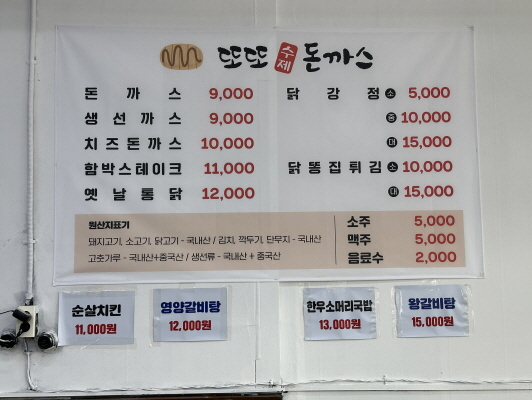 또또 수제 돈까스
돈까스 9,000
생선까스 9,000
치즈돈까스 10,000
함박스테이크 11,000
옛날통닭 12,000
닭강정 소 5,000
중 10,000
대 15,000
닭똥집튀김 소 10,000
대 15,000
원산지표기
돼지고기, 소고기, 닭고기 - 국내산 / 김치, 깍두기, 단무지 - 국내산
고춧가루 - 국내산+중국산 / 생선류 - 국내산 + 중국산
소주 5,000
맥주 5,000
음료수 2,000
순살치킨
11,000원
영양갈비탕
12,000원
한우소머리국밥
13,000원
왕갈비탕
15,000원